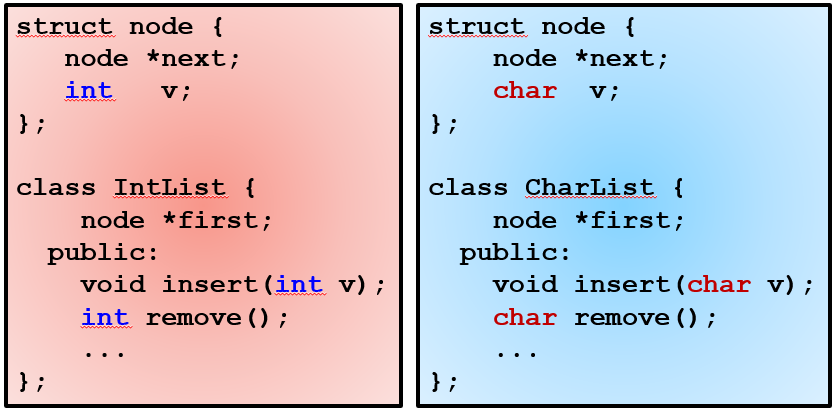 struct node {
   node *next;
   int   v;
};

class IntList {
    node *first;
  public:
    void insert(int v);
    int remove();
    ...
};
struct node {
    node *next;
    char  v;
};

class CharList {
    node *first;
  public:
    void insert(char v);
    char remove();
    ...
};